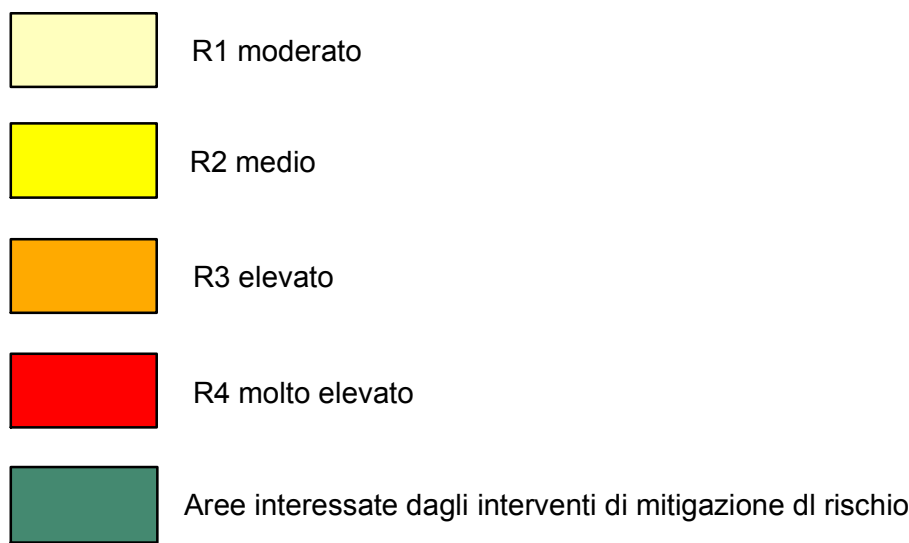 R1 moderato
R2 medio
R3 elevato
R4 molto elevato
Aree interessate dagli interventi di mitigazione dl rischio